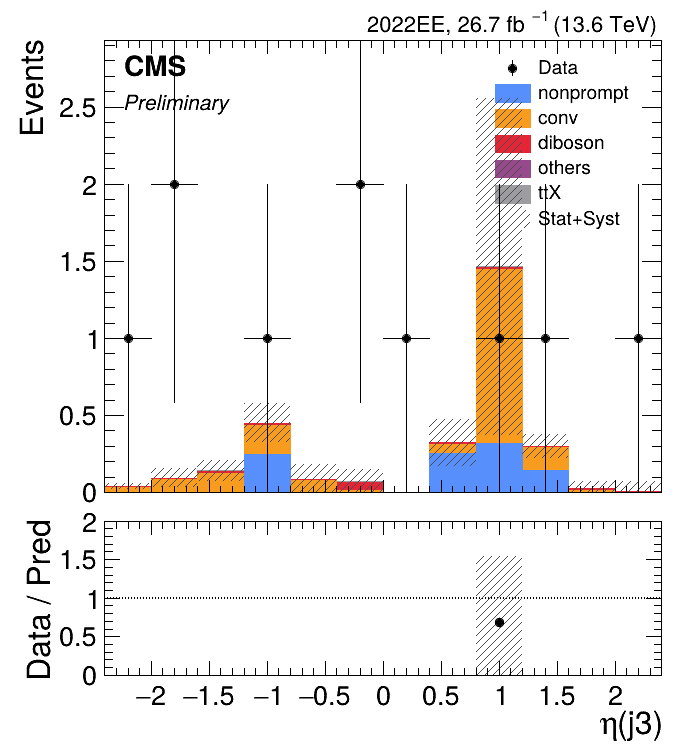 2022EE, 26.7 fb⁻¹ (13.6 TeV)
CMS
Preliminary
Data
nonprompt
conv
diboson
others
ttX
Stat+Syst
Events
2.5
2
1.5
1
0.5
0
Data / Pred
2
1.5
1
0.5
0
−2 −1.5 −1 −0.5 0 0.5 1 1.5 2
η(j3)